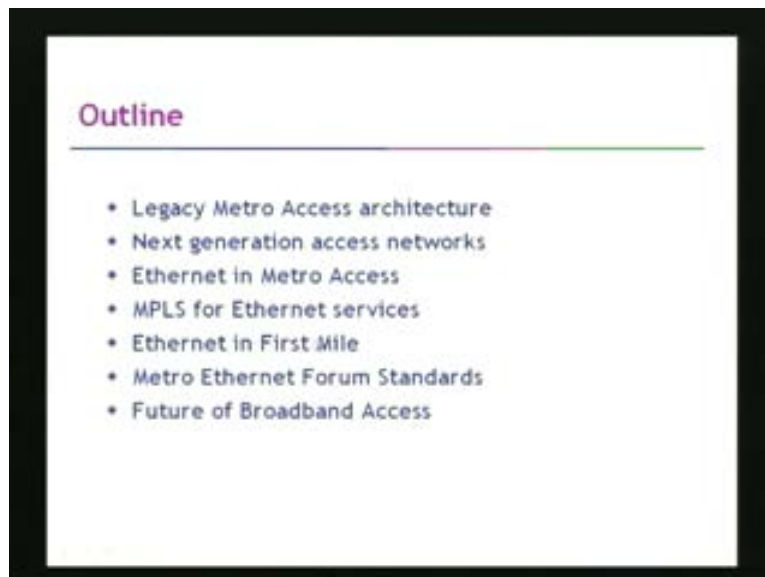 Outline
• Legacy Metro Access architecture
• Next generation access networks
• Ethernet in Metro Access
• MPLS for Ethernet services
• Ethernet in First Mile
• Metro Ethernet Forum Standards
• Future of Broadband Access